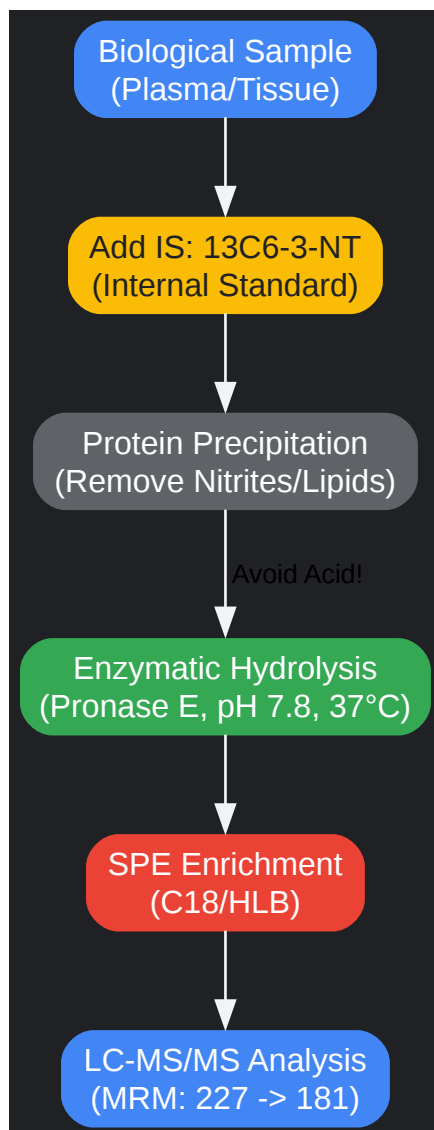 Biological Sample
(Plasma/Tissue)
Add IS: 13C6-3-NT
(Internal Standard)
Protein Precipitation
(Remove Nitrites/Lipids)
Avoid Acid!
Enzymatic Hydrolysis
(Pronase E, pH 7.8, 37°C)
SPE Enrichment
(C18/HLB)
LC-MS/MS Analysis
(MRM: 227 -> 181)